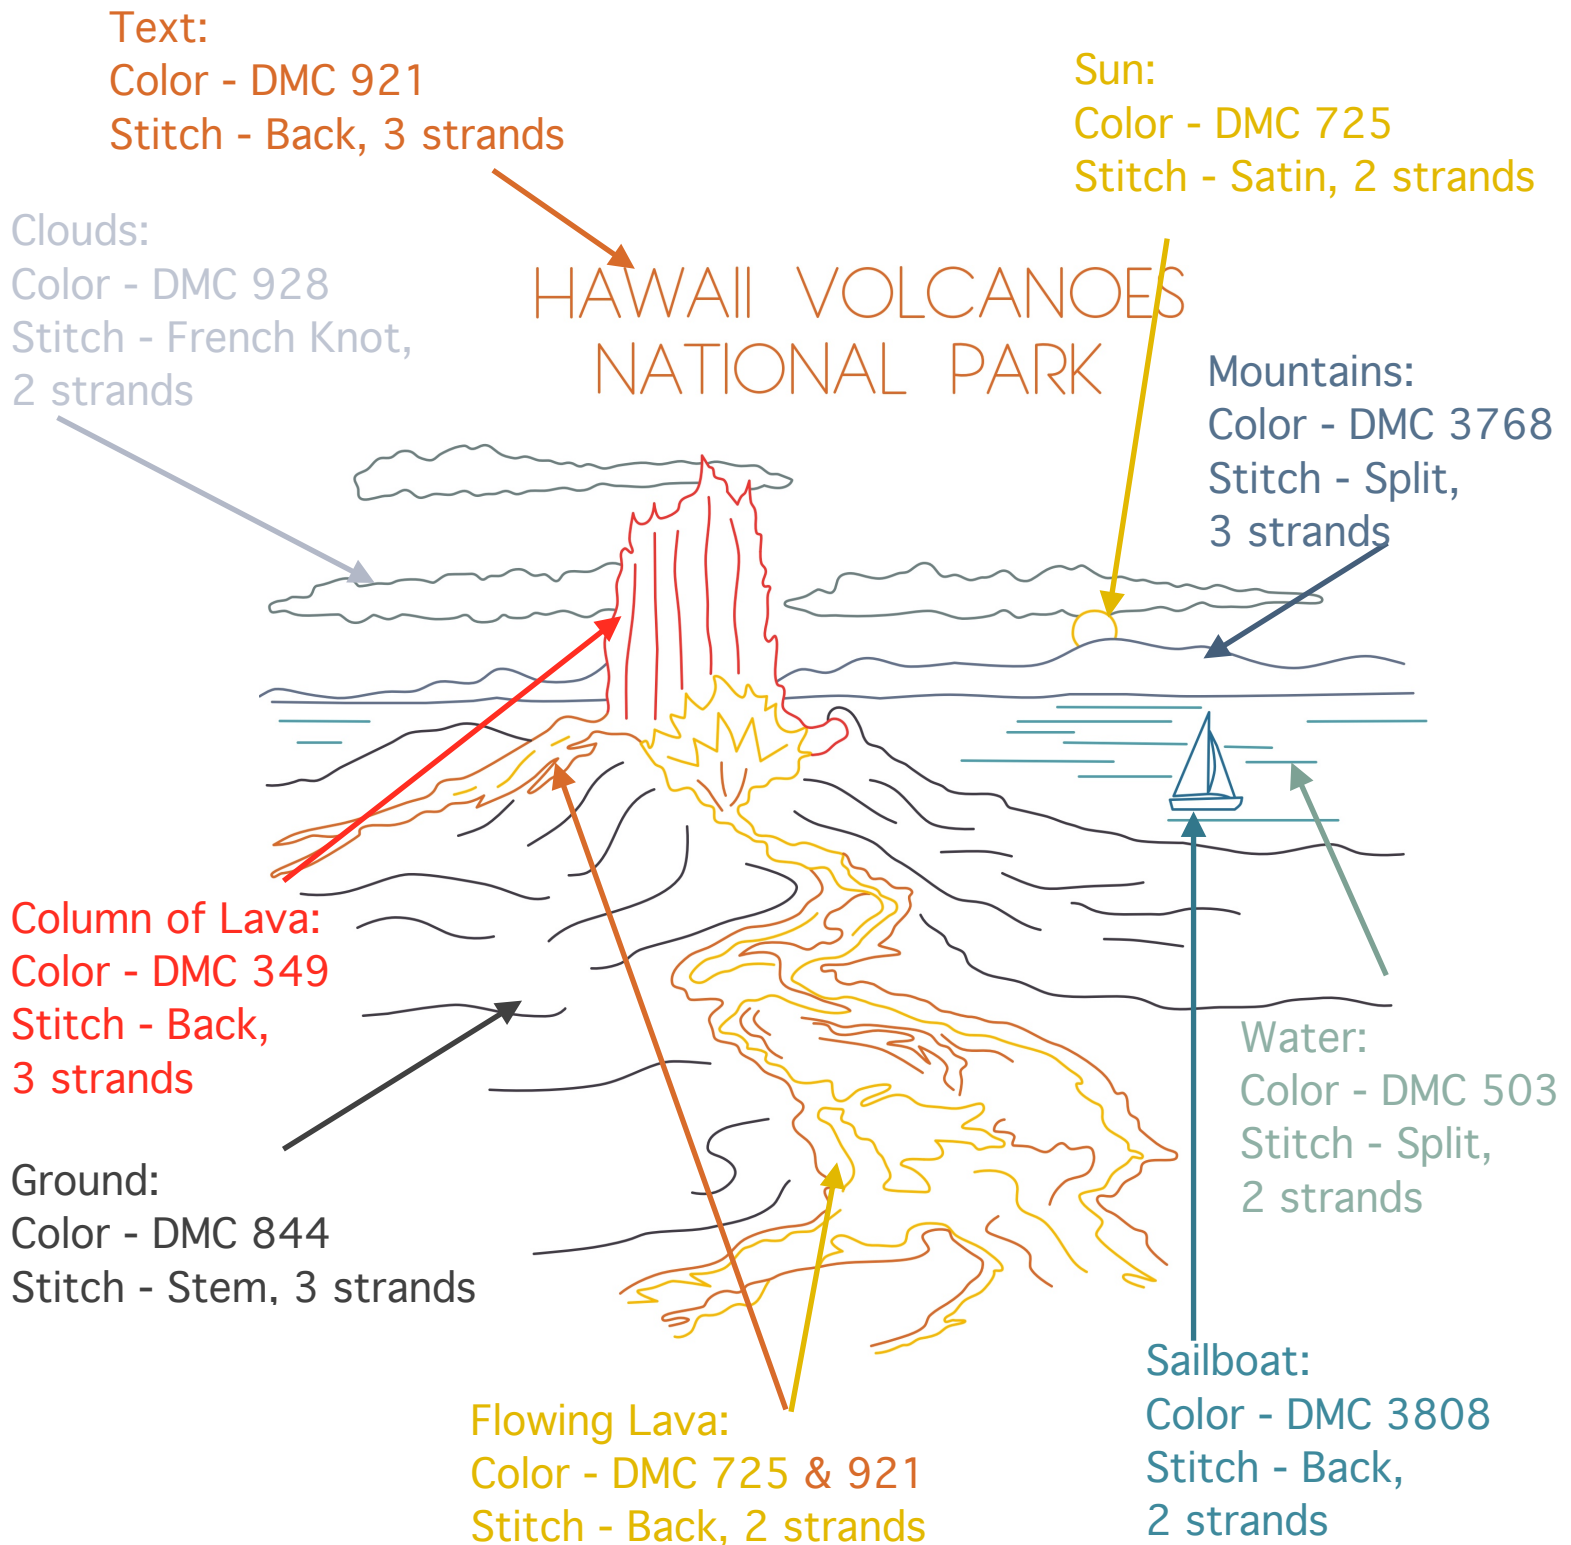 Text:
Color - DMC 921
Stitch - Back, 3 strands
Sun:
Color - DMC 725
Stitch - Satin, 2 strands
Clouds:
Color - DMC 928
Stitch - French Knot,
2 strands
HAWAII VOLCANOES
NATIONAL PARK
Mountains:
Color - DMC 3768
Stitch - Split,
3 strands
Column of Lava:
Color - DMC 349
Stitch - Back,
3 strands
Water:
Color - DMC 503
Stitch - Split,
2 strands
Ground:
Color - DMC 844
Stitch - Stem, 3 strands
Flowing Lava:
Color - DMC 725 & 921
Stitch - Back, 2 strands
Sailboat:
Color - DMC 3808
Stitch - Back,
2 strands